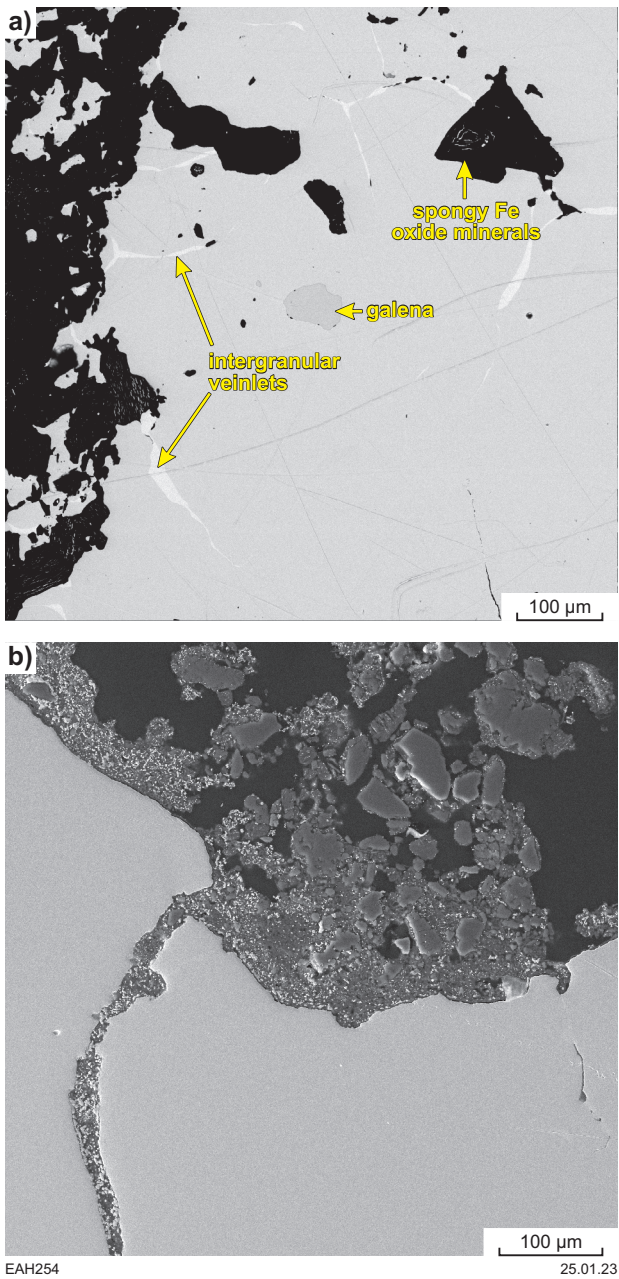 a)
spongy Fe
oxide minerals
galena
intergranular
veinlets
100 µm
b)
100 µm
EAH254
25.01.23